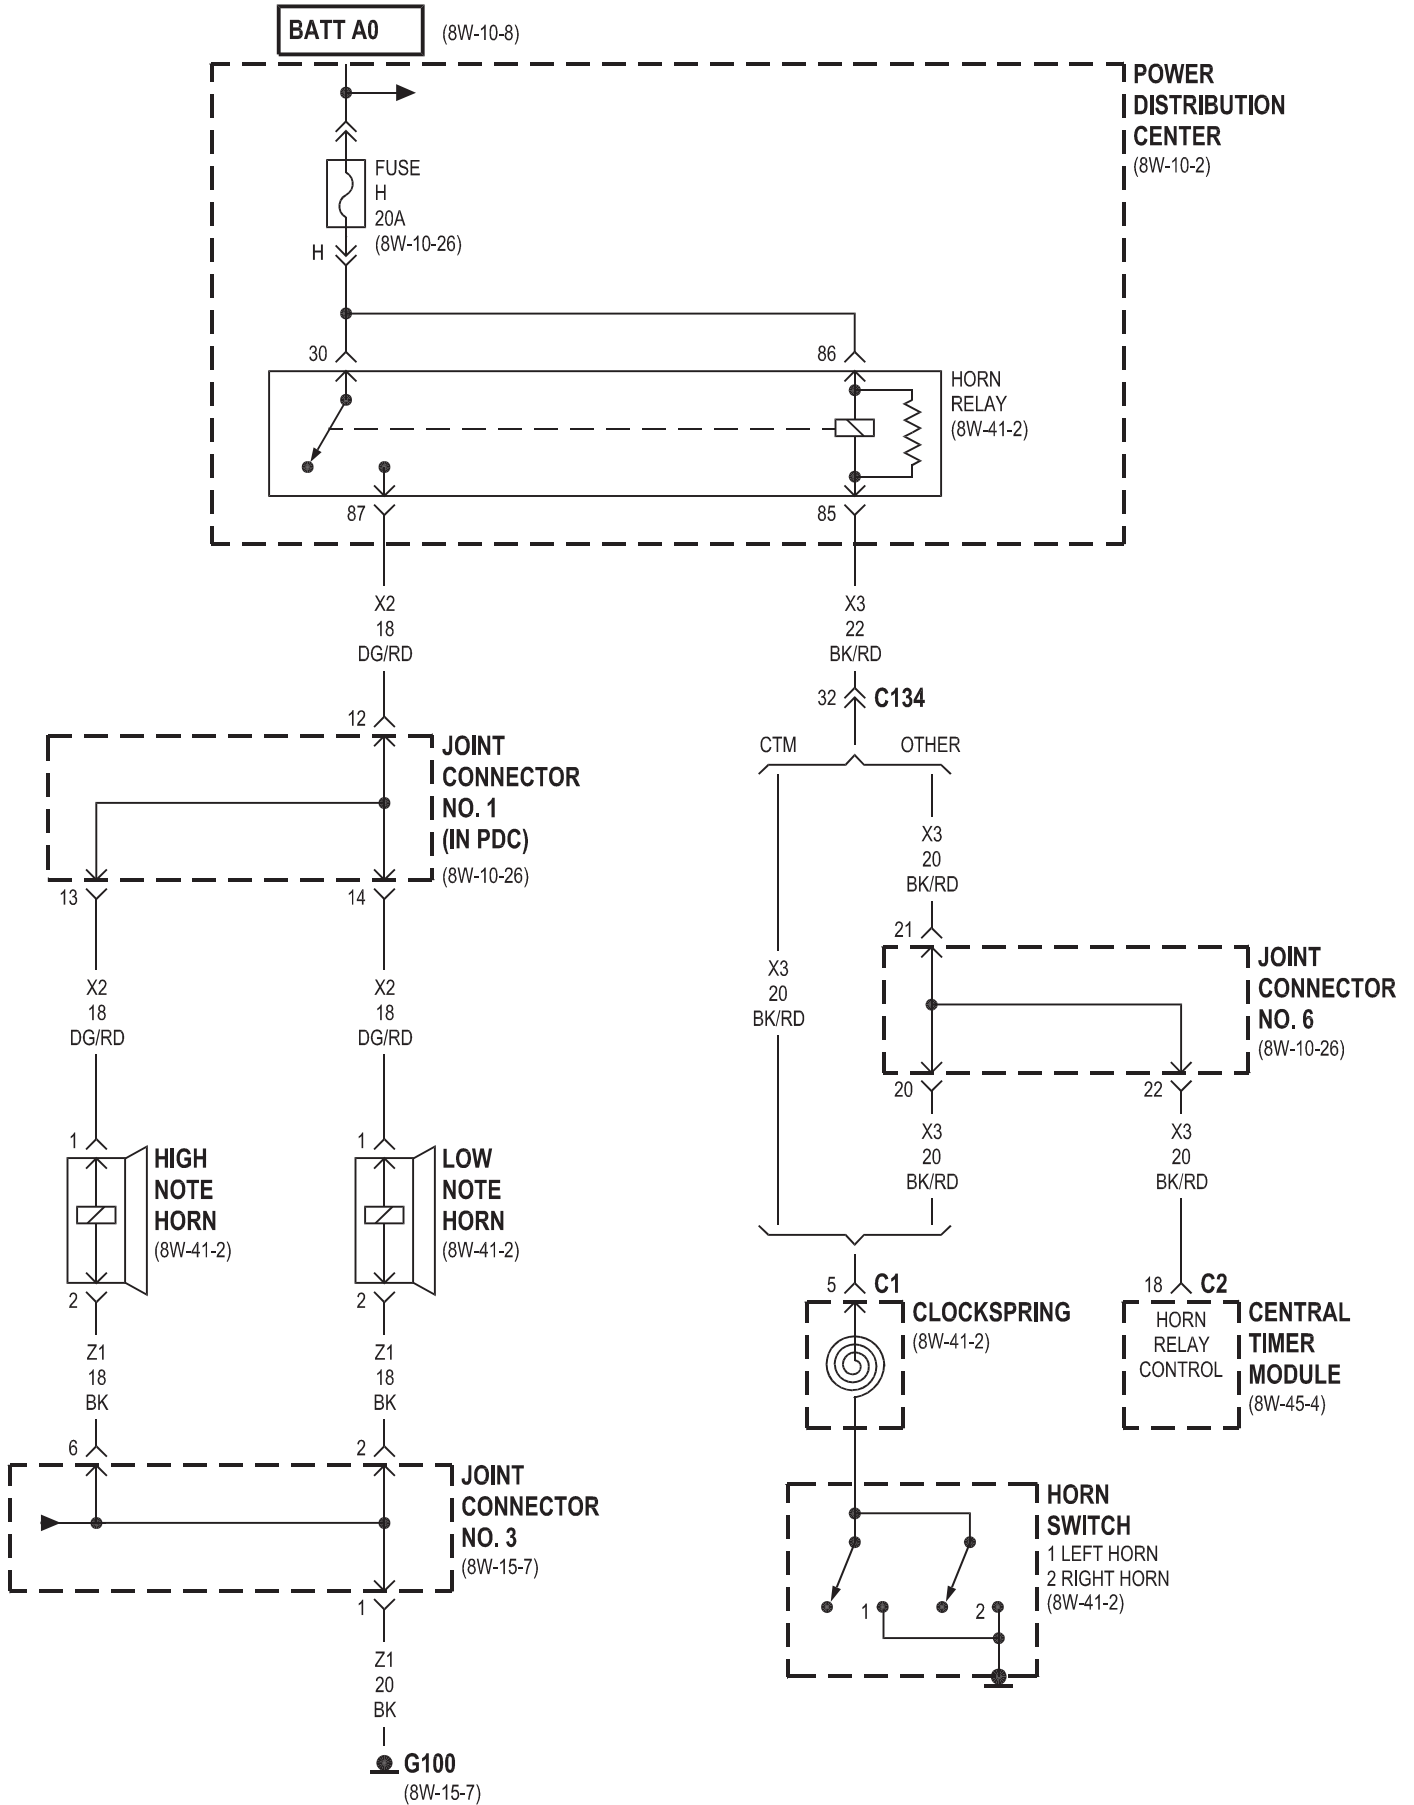 BATT A0
(8W-10-8)
POWER
DISTRIBUTION
CENTER
(8W-10-2)
FUSE
H
20A
(8W-10-26)
H
30
86
HORN
RELAY
(8W-41-2)
87
85
X2
18
DG/RD
X3
22
BK/RD
32
C134
CTM
OTHER
12
JOINT
CONNECTOR
NO. 1
(IN PDC)
(8W-10-26)
13
14
X3
20
BK/RD
21
JOINT
CONNECTOR
NO. 6
(8W-10-26)
X3
20
BK/RD
20
22
X2
18
DG/RD
X2
18
DG/RD
X3
20
BK/RD
X3
20
BK/RD
1
HIGH
NOTE
HORN
(8W-41-2)
2
1
LOW
NOTE
HORN
(8W-41-2)
2
5
C1
CLOCKSPRING
(8W-41-2)
18
C2
HORN
RELAY
CONTROL
CENTRAL
TIMER
MODULE
(8W-45-4)
Z1
18
BK
Z1
18
BK
6
2
JOINT
CONNECTOR
NO. 3
(8W-15-7)
1
HORN
SWITCH
1 LEFT HORN
2 RIGHT HORN
(8W-41-2)
1
2
Z1
20
BK
G100
(8W-15-7)